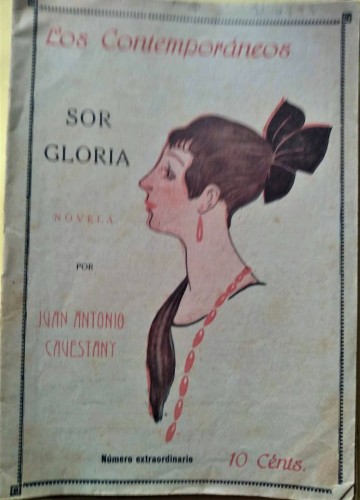 Los Contemporáneos
SOR
GLORIA
NOVELA
POR
JUAN ANTONIO
CAVESTANY
Número extraordinario
10 Cénts.